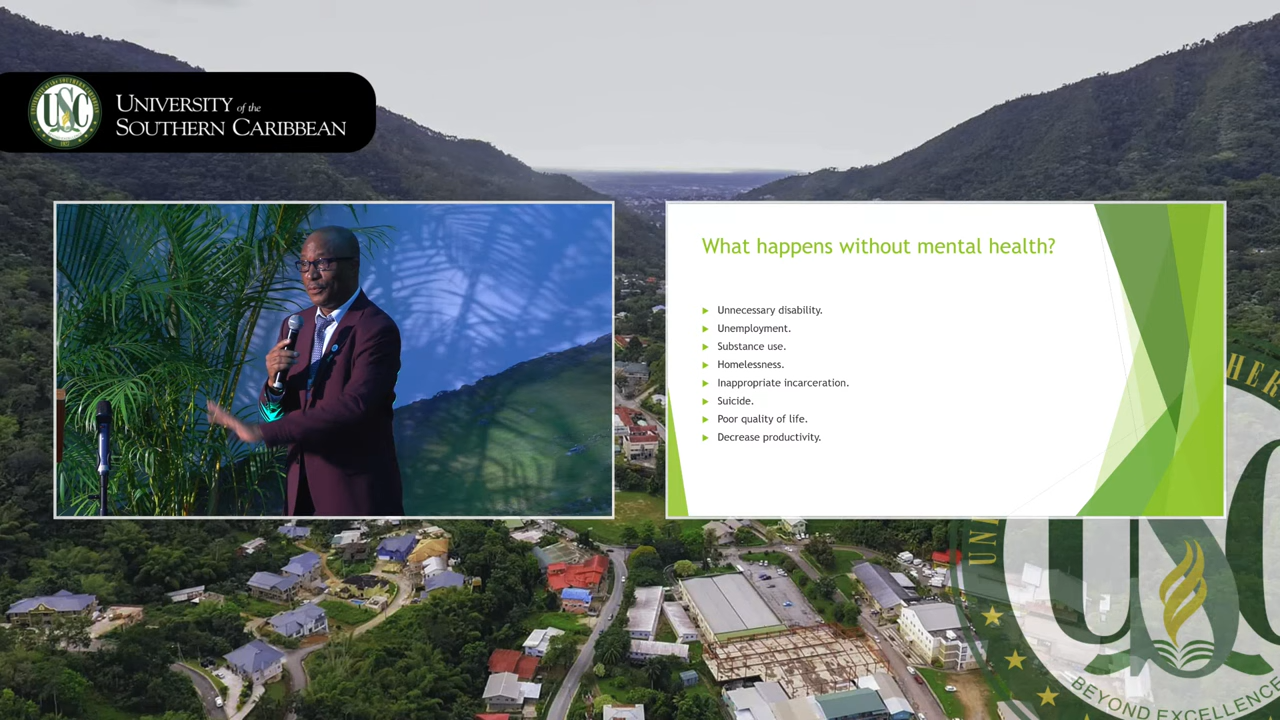 USC
UNIVERSITY of the
SOUTHERN CARIBBEAN
What happens without mental health?
Unnecessary disability.
Unemployment.
Substance use.
Homelessness.
Inappropriate incarceration.
Suicide.
Poor quality of life.
Decrease productivity.
BEYOND EXCELLENCE